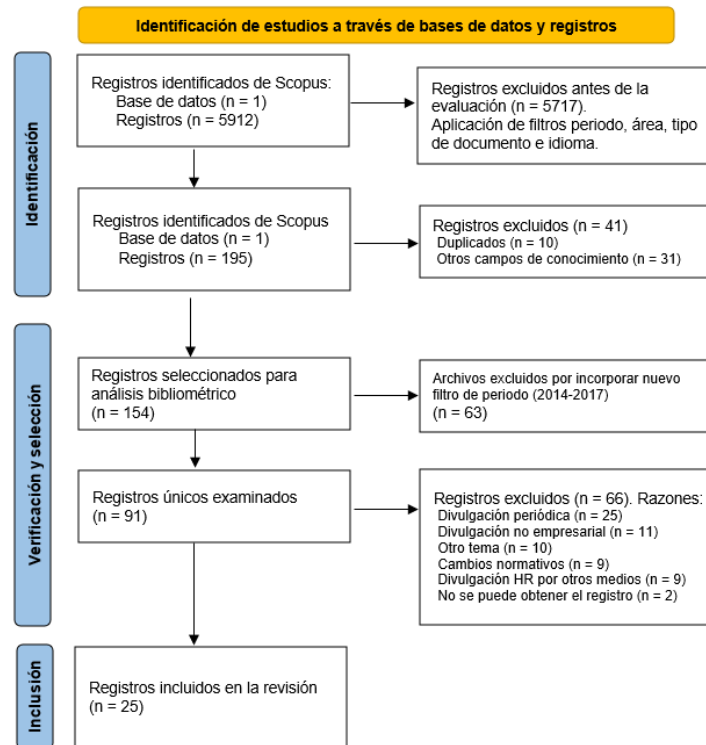 Identificación de estudios a través de bases de datos y registros
Identificación
Registros identificados de Scopus:
Base de datos (n = 1)
Registros (n = 5912)
Registros excluidos antes de la
evaluación (n = 5717).
Aplicación de filtros periodo, área, tipo
de documento e idioma.
Registros identificados de Scopus
Base de datos (n = 1)
Registros (n = 195)
Registros excluidos (n = 41)
Duplicados (n = 10)
Otros campos de conocimiento (n = 31)
Verificación y selección
Registros seleccionados para
análisis bibliométrico
(n = 154)
Archivos excluidos por incorporar nuevo
filtro de periodo (2014-2017)
(n = 63)
Registros únicos examinados
(n = 91)
Registros excluidos (n = 66). Razones:
Divulgación periódica (n = 25)
Divulgación no empresarial (n = 11)
Otro tema (n = 10)
Cambios normativos (n = 9)
Divulgación HR por otros medios (n = 9)
No se puede obtener el registro (n = 2)
Inclusión
Registros incluidos en la revisión
(n = 25)